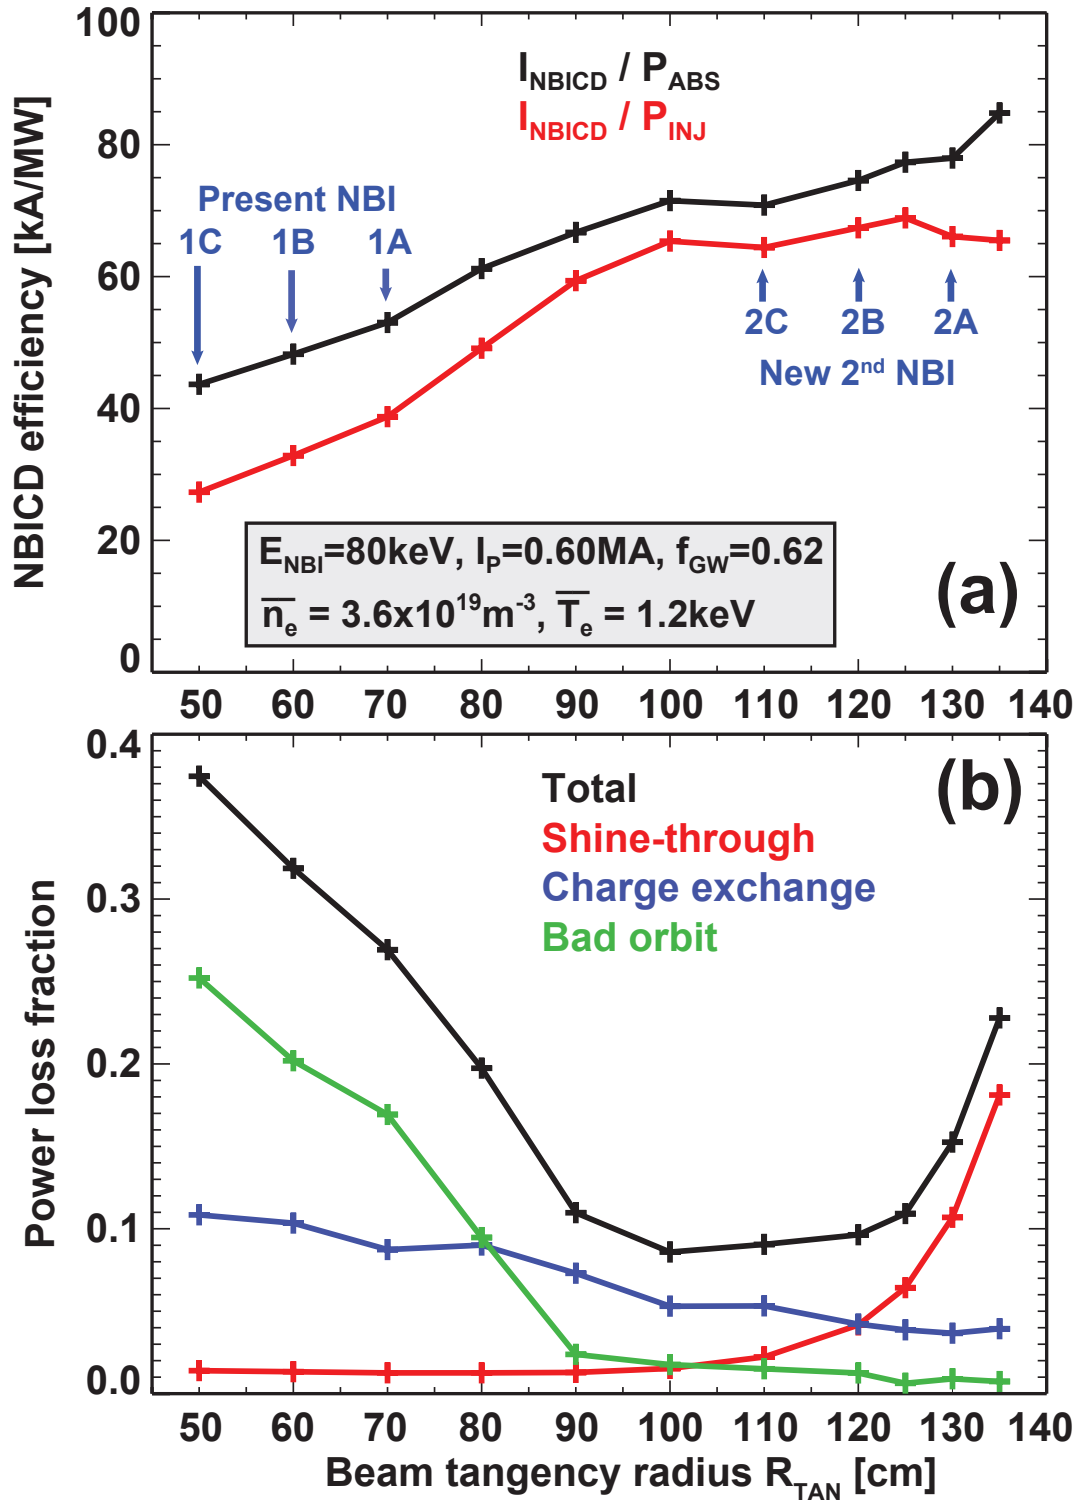 100
80
60
40
20
0
NBICD efficiency [kA/MW]
I_NBICD / P_ABS
I_NBICD / P_INJ
Present NBI
1C 1B 1A
2C 2B 2A
New 2nd NBI
E_NBI=80keV, I_P=0.60MA, f_GW=0.62
n̅_e = 3.6x10^19 m^-3, T̅_e = 1.2keV
(a)
50 60 70 80 90 100 110 120 130 140
0.4
0.3
0.2
0.1
0.0
Power loss fraction
Total
Shine-through
Charge exchange
Bad orbit
(b)
50 60 70 80 90 100 110 120 130 140
Beam tangency radius R_TAN [cm]